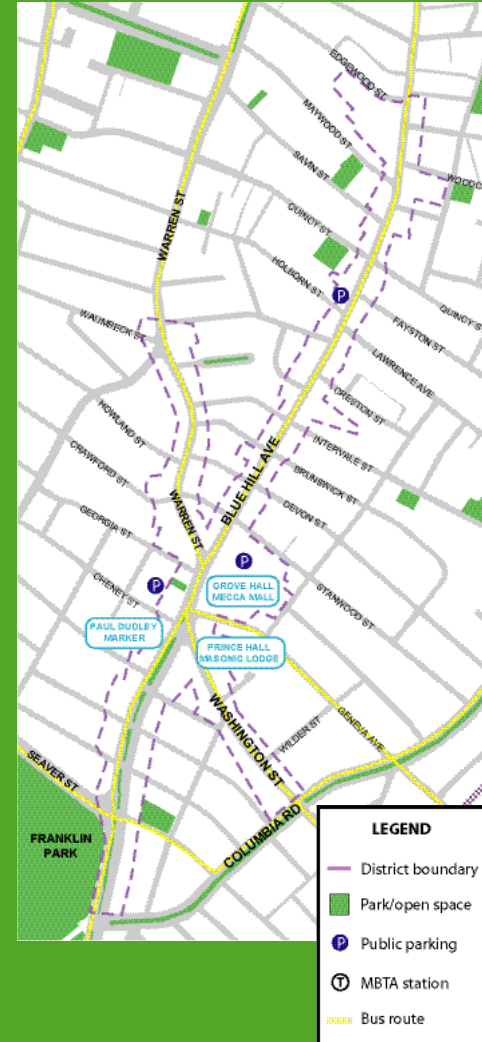 EDGEWOOD ST
MAYWOOD ST
SAVIN ST
WOODC
QUINCY ST
WARREN ST
HOLBORN ST
QUINCY S
FAYSTON ST
WAUMBECK ST
LAWRENCE AVE
CRESTON ST
HOWLAND ST
INTERVALE ST
BLUE HILL AVE
CRAWFORD ST
BRUNSWICK ST
WARREN ST
DEVON ST
GEORGIA ST
P
P
P
CHENEY ST
GROVE HALL
MECCA MALL
STANWOOD ST
PAUL DUDLEY
MARKER
PRINCE HALL
MASONIC LODGE
WASHINGTON ST
GENEVA AVE
WILDER ST
SEAVER ST
COLUMBIA RD
FRANKLIN
PARK
LEGEND
District boundary
Park/open space
P Public parking
T MBTA station
Bus route